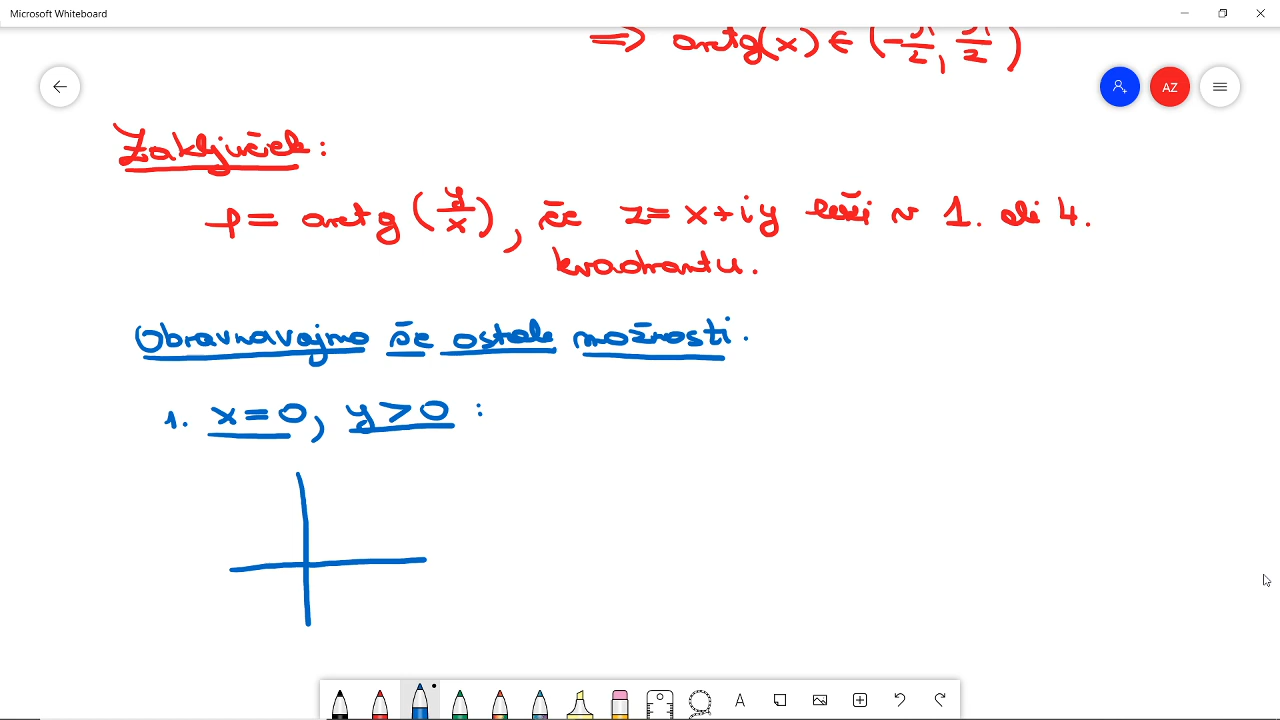 Microsoft Whiteboard
=> arctg(x) ∈ (-π/2, π/2)
AZ
Zaključek:
φ = arctg(y/x), če z = x + iy leži v 1. ali 4.
kvadrantu.
Obravnavajmo še ostale možnosti.
1. x = 0, y > 0 :
A